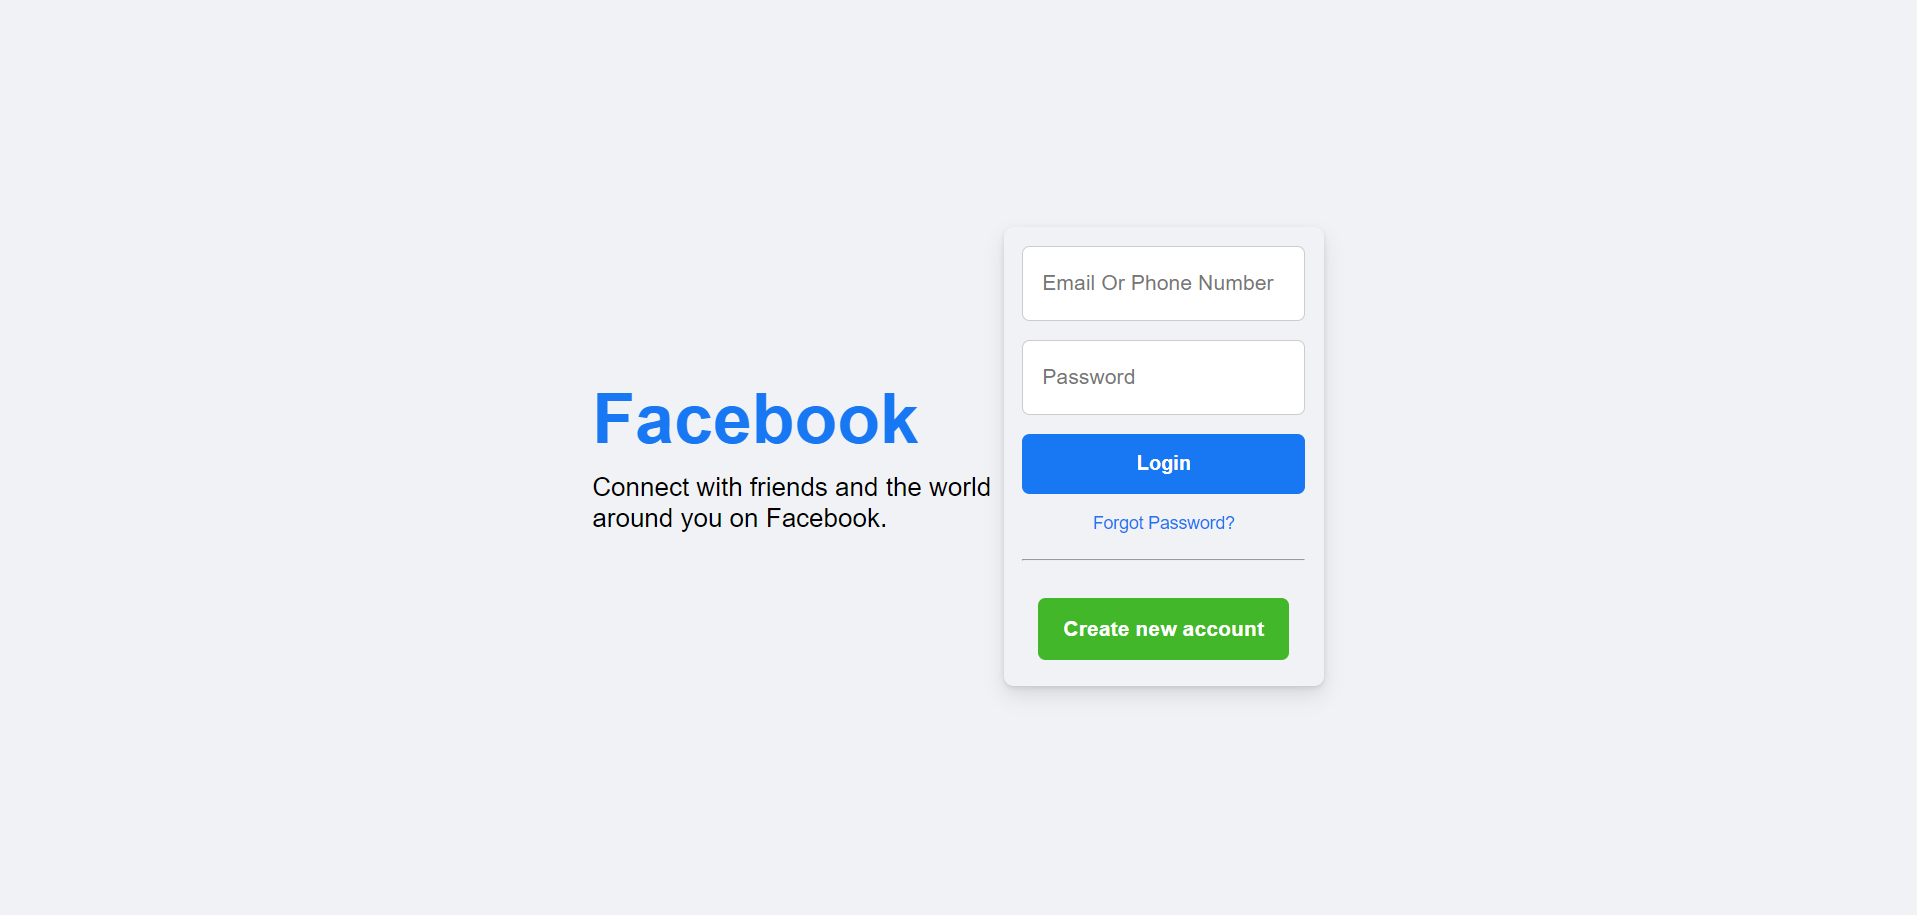 Facebook
Connect with friends and the world
around you on Facebook.
Email Or Phone Number
Password
Login
Forgot Password?
Create new account